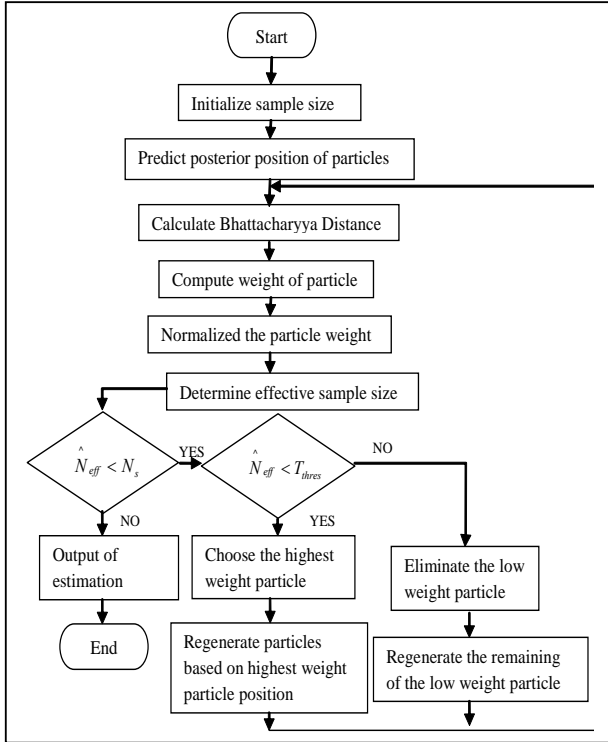 Start
Initialize sample size
Predict posterior position of particles
Calculate Bhattacharyya Distance
Compute weight of particle
Normalized the particle weight
Determine effective sample size
N̂eff < Ns
YES
N̂eff < Tthres
NO
NO
YES
Output of
estimation
Choose the highest
weight particle
Eliminate the low
weight particle
End
Regenerate particles
based on highest weight
particle position
Regenerate the remaining
of the low weight particle